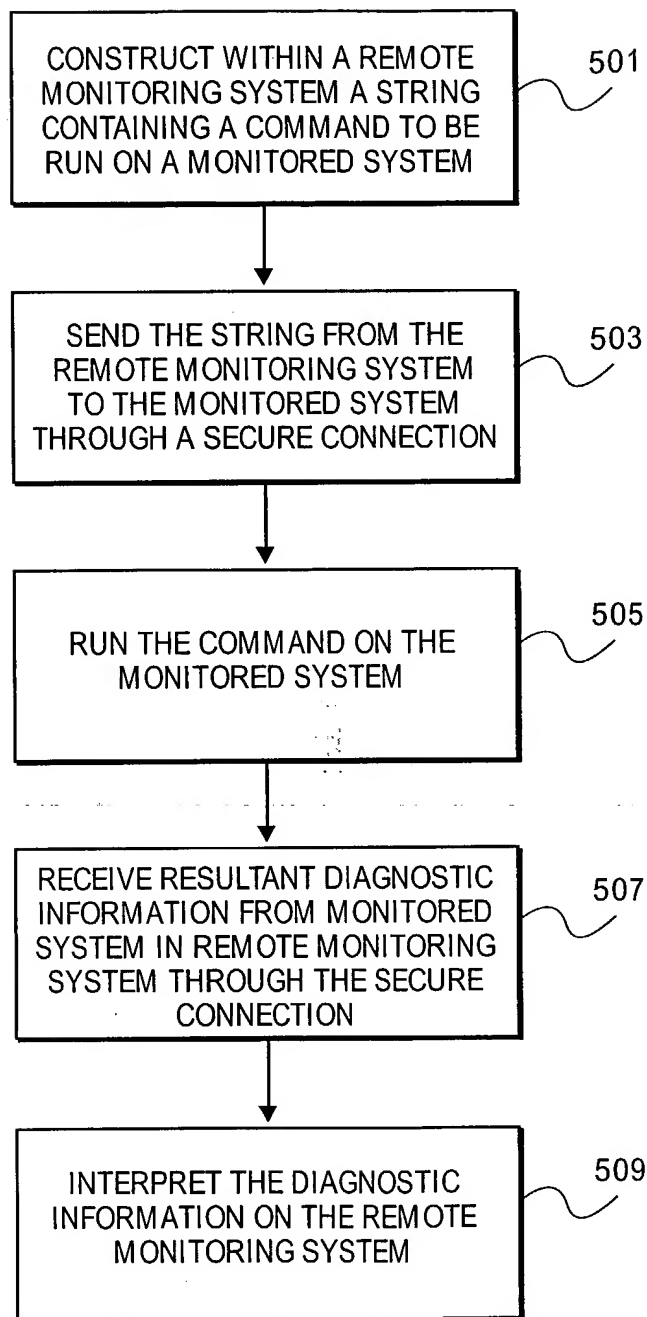 CONSTRUCT WITHIN A REMOTE
MONITORING SYSTEM A STRING
CONTAINING A COMMAND TO BE
RUN ON A MONITORED SYSTEM
501
SEND THE STRING FROM THE
REMOTE MONITORING SYSTEM
TO THE MONITORED SYSTEM
THROUGH A SECURE CONNECTION
503
RUN THE COMMAND ON THE
MONITORED SYSTEM
505
RECEIVE RESULTANT DIAGNOSTIC
INFORMATION FROM MONITORED
SYSTEM IN REMOTE MONITORING
SYSTEM THROUGH THE SECURE
CONNECTION
507
INTERPRET THE DIAGNOSTIC
INFORMATION ON THE REMOTE
MONITORING SYSTEM
509